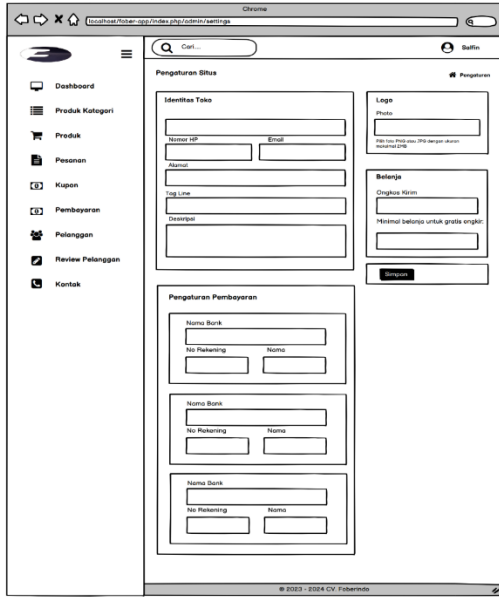 Chrome
localhost/fober-app/index.php/admin/settings
Cari...
Salfin
Pengaturan Situs
Pengaturan
Dashboard
Produk Kategori
Produk
Pesanan
Kupon
Pembayaran
Pelanggan
Review Pelanggan
Kontak
Identitas Toko
Nomor HP
Email
Alamat
Tag Line
Deskripsi
Logo
Photo
Pilih foto PNG atau JPG dengan ukuran
maksimal 2MB
Belanja
Ongkos Kirim
Minimal belanja untuk gratis ongkir:
Simpan
Pengaturan Pembayaran
Nama Bank
No Rekening
Nama
Nama Bank
No Rekening
Nama
Nama Bank
No Rekening
Nama
© 2023 - 2024 CV. Foberindo